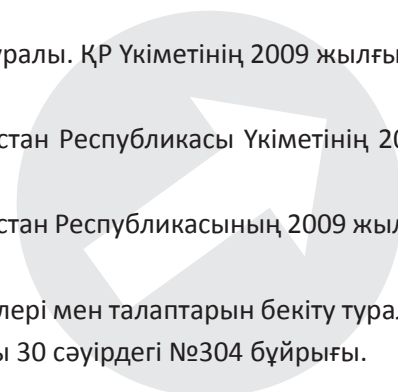 уралы. ҚР Үкіметінің 2009 жылғы
стан Республикасы Үкіметінің 20
стан Республикасының 2009 жыл
лері мен талаптарын бекіту турал
ы 30 сәуірдегі №304 бұйрығы.